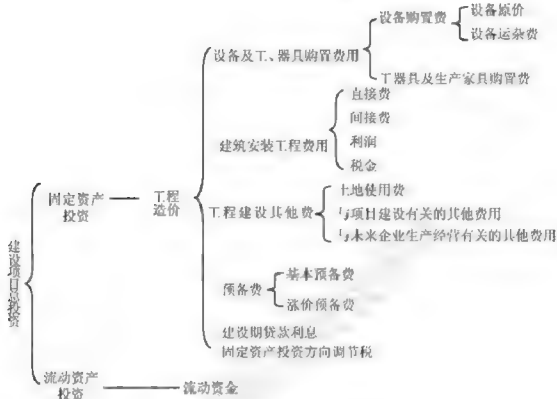 设备购置费
设备原价
设备运杂费
设备及工、器具购置费用
工器具及生产家具购置费
直接费
间接费
建筑安装工程费用
利润
税金
固定资产
投资
工程
造价
工程建设其他费
土地使用费
与项目建设有关的其他费用
与未来企业生产经营有关的其他费用
建设项目总投资
预备费
基本预备费
涨价预备费
建设期贷款利息
固定资产投资方向调节税
流动资产
投资
流动资金